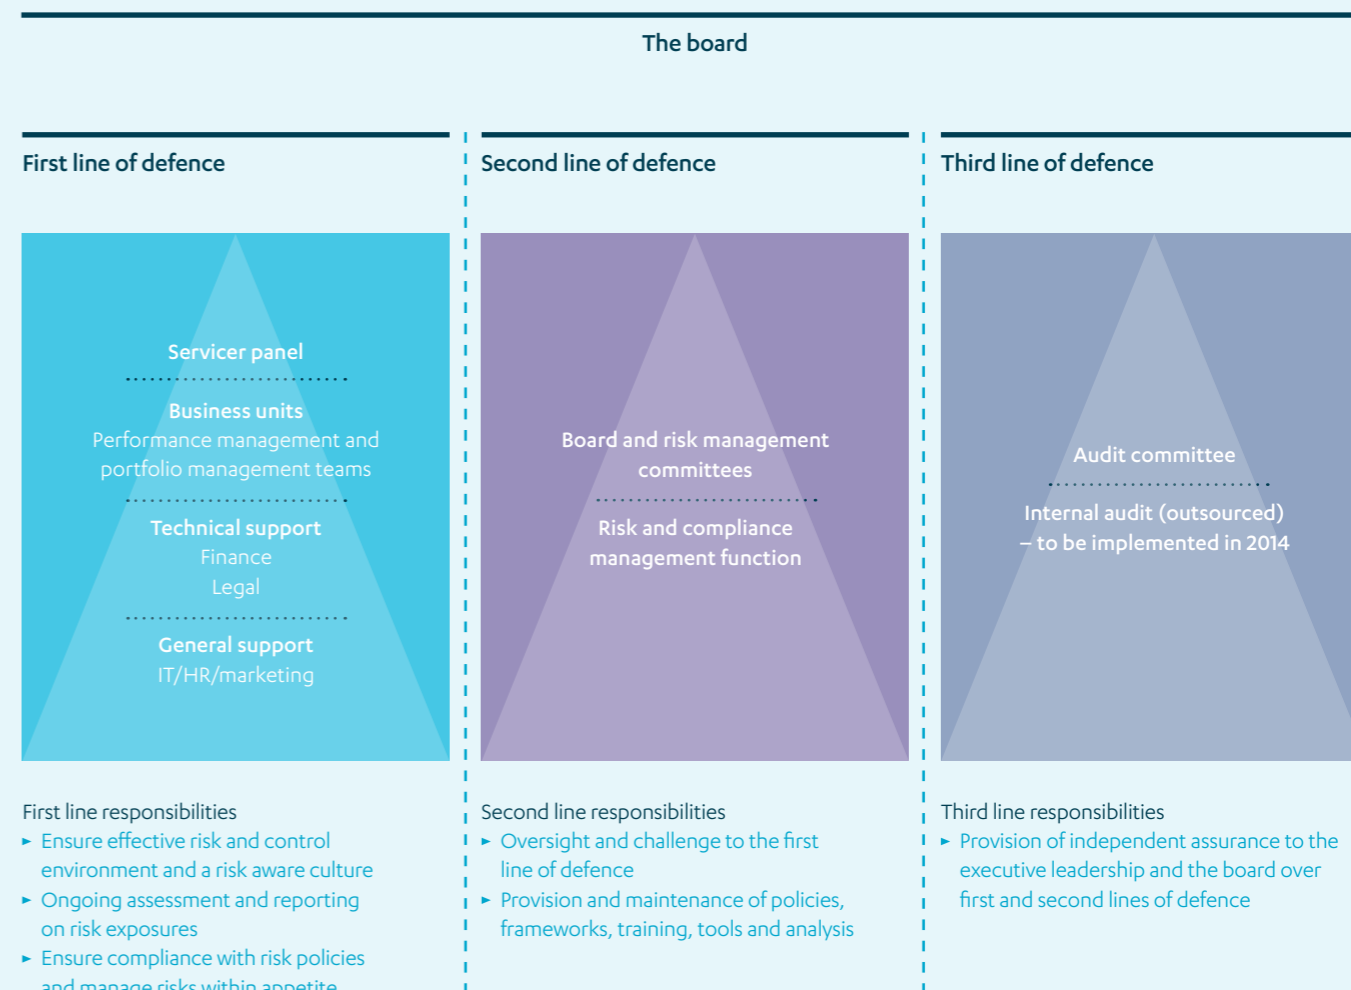 The board
First line of defence
Servicer panel
Business units
Performance management and
portfolio management teams
Technical support
Finance
Legal
General support
IT/HR/marketing
First line responsibilities
► Ensure effective risk and control
environment and a risk aware culture
► Ongoing assessment and reporting
on risk exposures
► Ensure compliance with risk policies
and manage risks within appetite
Second line of defence
Board and risk management
committees
Risk and compliance
management function
Second line responsibilities
► Oversight and challenge to the first
line of defence
► Provision and maintenance of policies,
frameworks, training, tools and analysis
Third line of defence
Audit committee
Internal audit (outsourced)
– to be implemented in 2014
Third line responsibilities
► Provision of independent assurance to the
executive leadership and the board over
first and second lines of defence